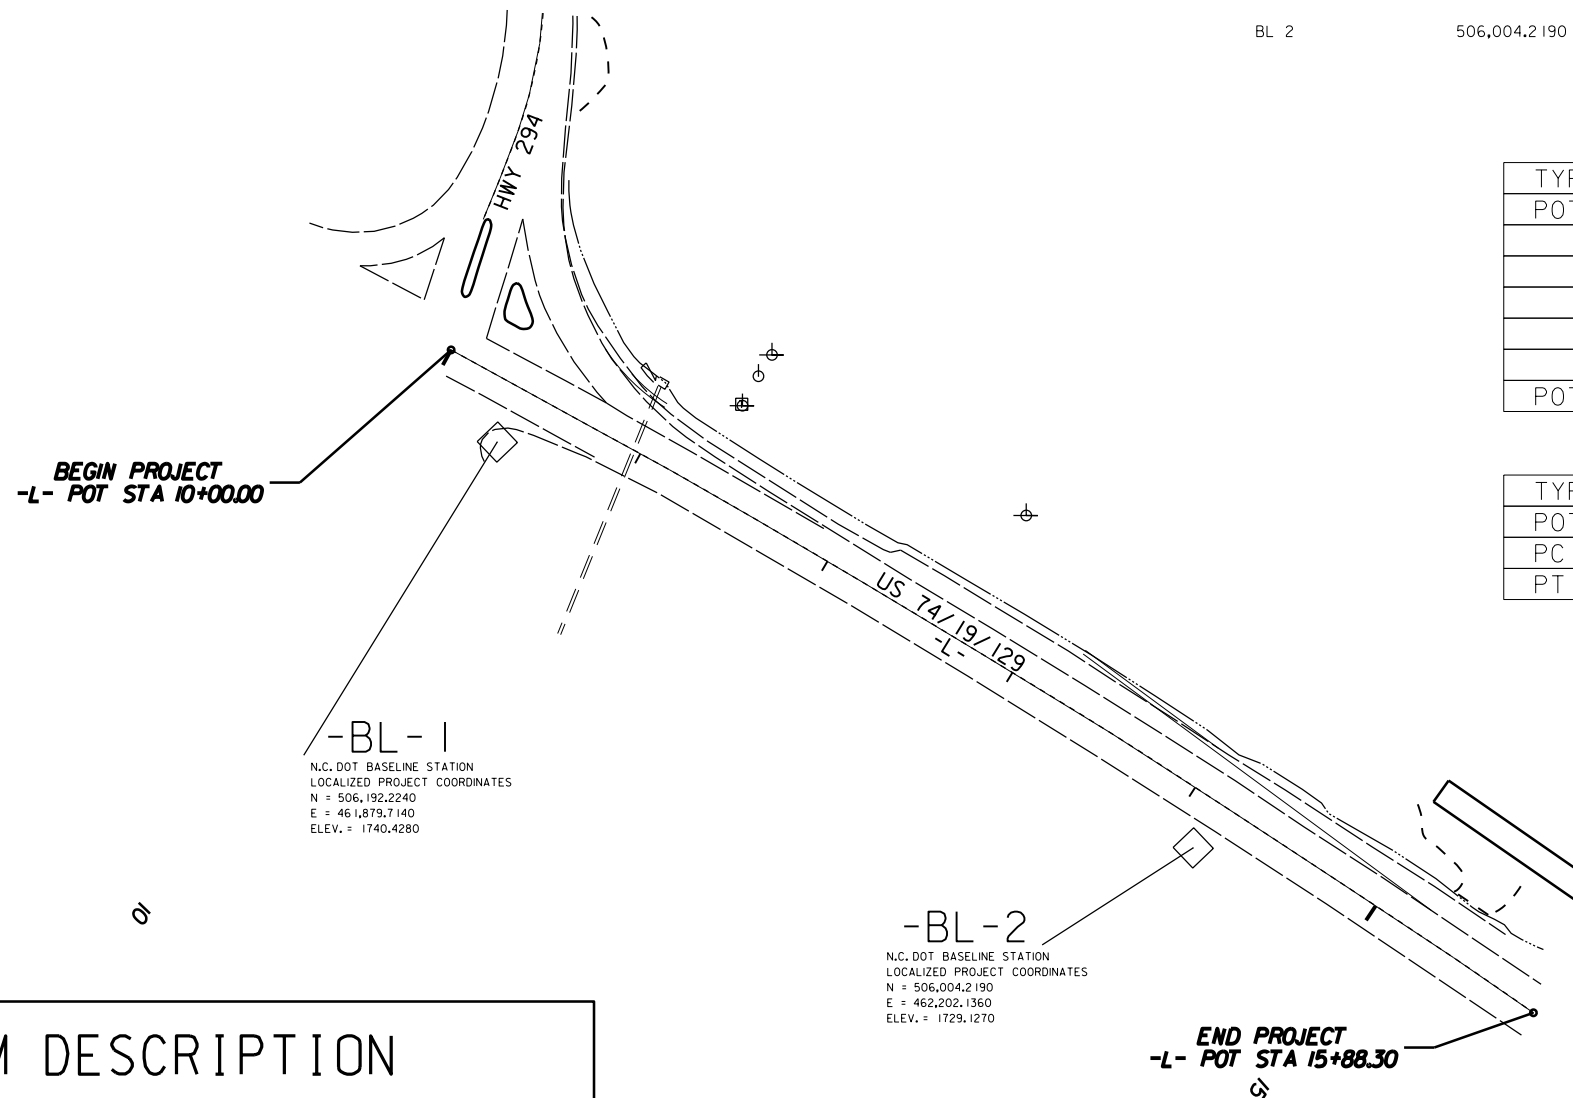 BL 2 506,004.2190
HWY 294
BEGIN PROJECT
-L- POT STA 10+00.00
US 74/19/129
-L-
-BL- 1
N.C. DOT BASELINE STATION
LOCALIZED PROJECT COORDINATES
N = 506,192.2240
E = 461,879.7140
ELEV. = 1740.4280
-BL-2
N.C. DOT BASELINE STATION
LOCALIZED PROJECT COORDINATES
N = 506,004.2190
E = 462,202.1360
ELEV. = 1729.1270
END PROJECT
-L- POT STA 15+88.30
10
15
DESCRIPTION
POT
POT
POT
PC
PT